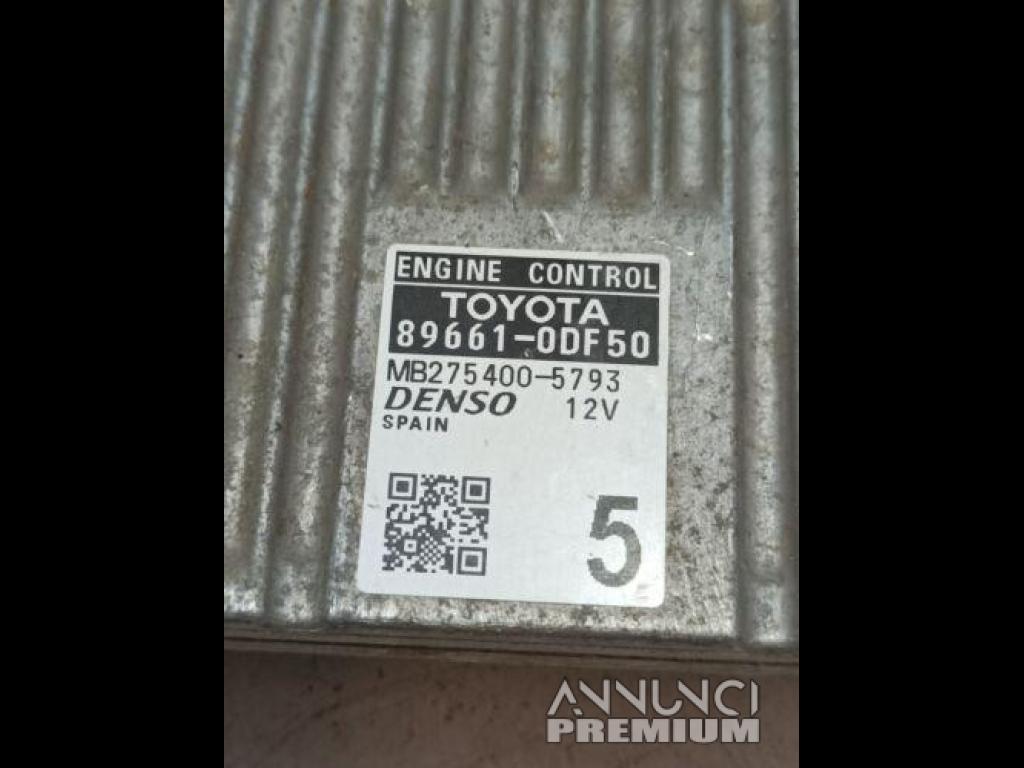 ENGINE CONTROL
TOYOTA
89661-0DF50
MB275400-5793
DENSO 12V
SPAIN
5
ANNUNCI
PREMIUM